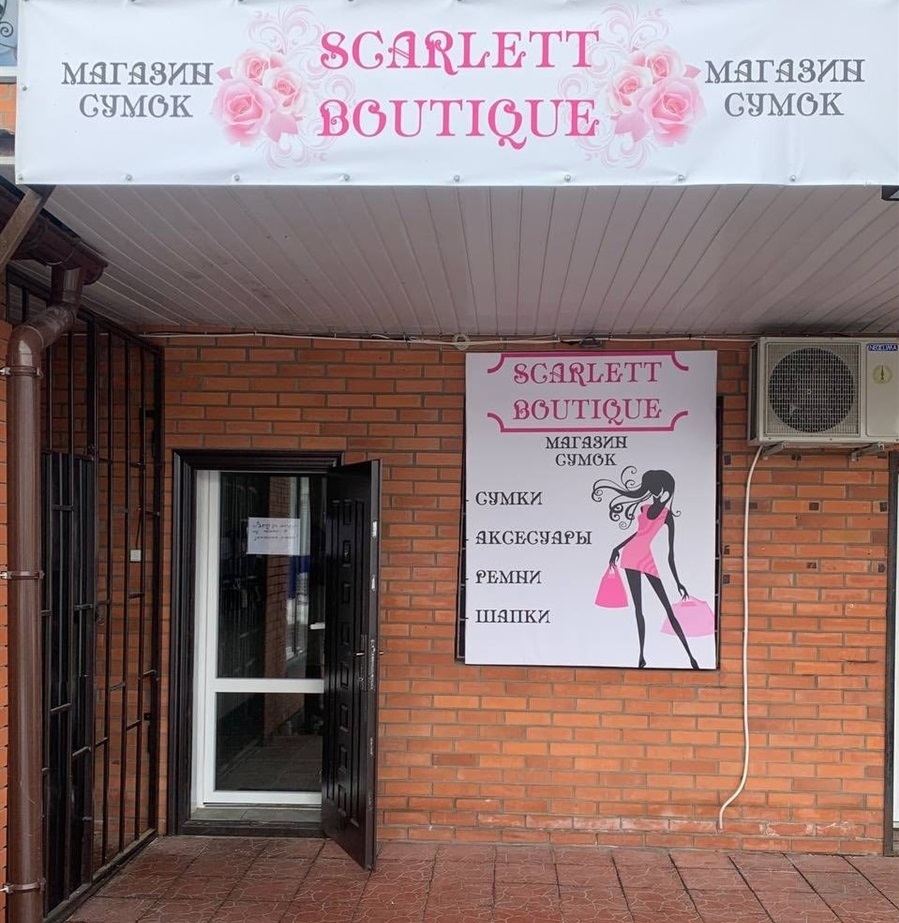 МАГАЗИН
СУМОК
SCARLETT
BOUTIQUE
МАГАЗИН
СУМОК
SCARLETT
BOUTIQUE
МАГАЗИН
СУМОК
- СУМКИ
- АКСЕСУАРЫ
- РЕМНИ
- ШАПКИ